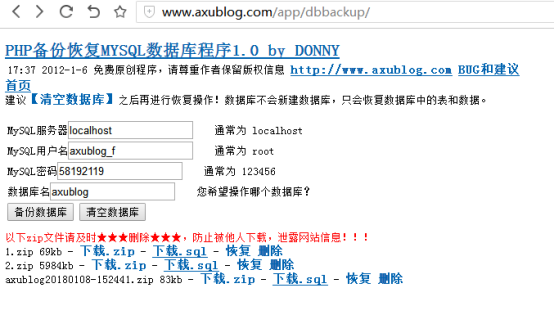 www.axublog.com/app/dbbackup/
PHP备份恢复MYSQL数据库程序1.0 by DONNY
17:37 2012-1-6 免费原创程序，请尊重作者保留版权信息 http://www.axublog.com BUG和建议
首页
建议【清空数据库】之后再进行恢复操作！数据库不会新建数据库，只会恢复数据库中的表和数据。
MySQL服务器 localhost 通常为 localhost
MySQL用户名 axublog_f 通常为 root
MySQL密码 58192119 通常为 123456
数据库名 axublog 您希望操作哪个数据库？
备份数据库 清空数据库
以下zip文件请及时★★★删除★★★，防止被他人下载，泄露网站信息！！！
1.zip 69kb - 下载.zip - 下载.sql - 恢复 删除
2.zip 5984kb - 下载.zip - 下载.sql - 恢复 删除
axublog20180108-152441.zip 83kb - 下载.zip - 下载.sql - 恢复 删除